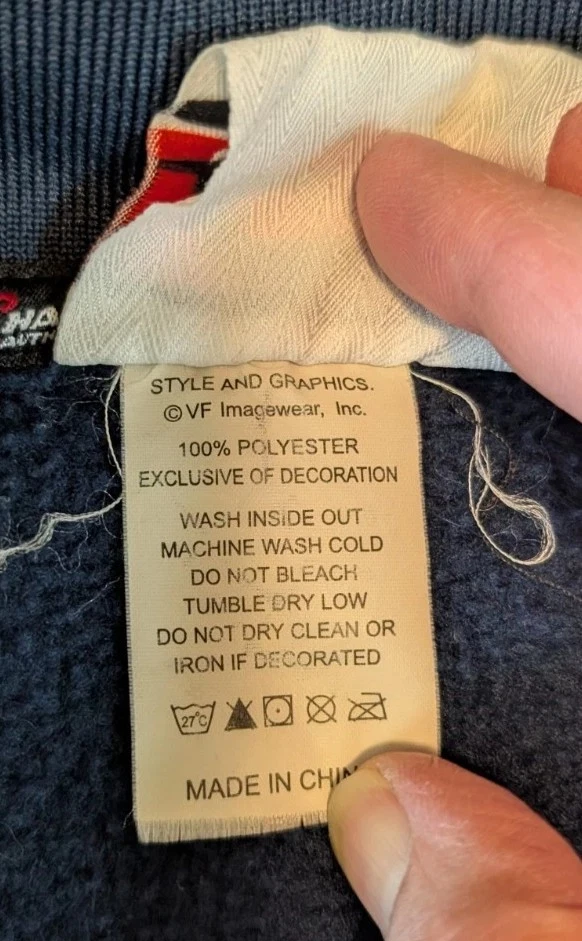 STYLE AND GRAPHICS.
© VF Imagewear, Inc.
100% POLYESTER
EXCLUSIVE OF DECORATION
WASH INSIDE OUT
MACHINE WASH COLD
DO NOT BLEACH
TUMBLE DRY LOW
DO NOT DRY CLEAN OR
IRON IF DECORATED
27°C
MADE IN